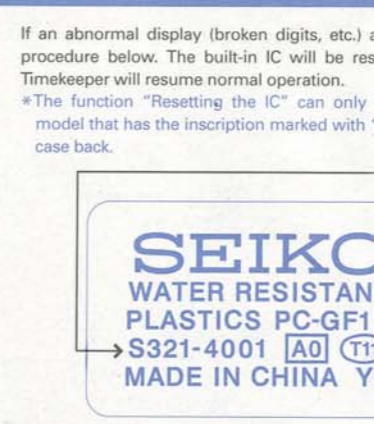 If an abnormal display (broken digits, etc.) a
procedure below. The built-in IC will be res
Timekeeper will resume normal operation.
*The function "Resetting the IC" can only
model that has the inscription marked with "
case back.
SEIKO
WATER RESISTAN
PLASTICS PC-GF1
S321-4001 A0 T11
MADE IN CHINA Y